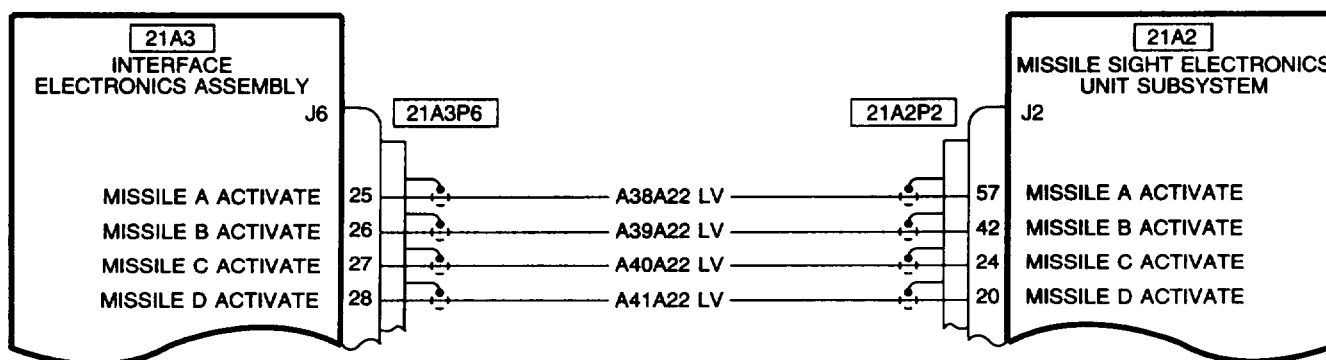 21A3
INTERFACE
ELECTRONICS ASSEMBLY
J6
21A3P6
21A2P2
21A2
MISSILE SIGHT ELECTRONICS
UNIT SUBSYSTEM
J2
MISSILE A ACTIVATE 25 A38A22 LV 57 MISSILE A ACTIVATE
MISSILE B ACTIVATE 26 A39A22 LV 42 MISSILE B ACTIVATE
MISSILE C ACTIVATE 27 A40A22 LV 24 MISSILE C ACTIVATE
MISSILE D ACTIVATE 28 A41A22 LV 20 MISSILE D ACTIVATE